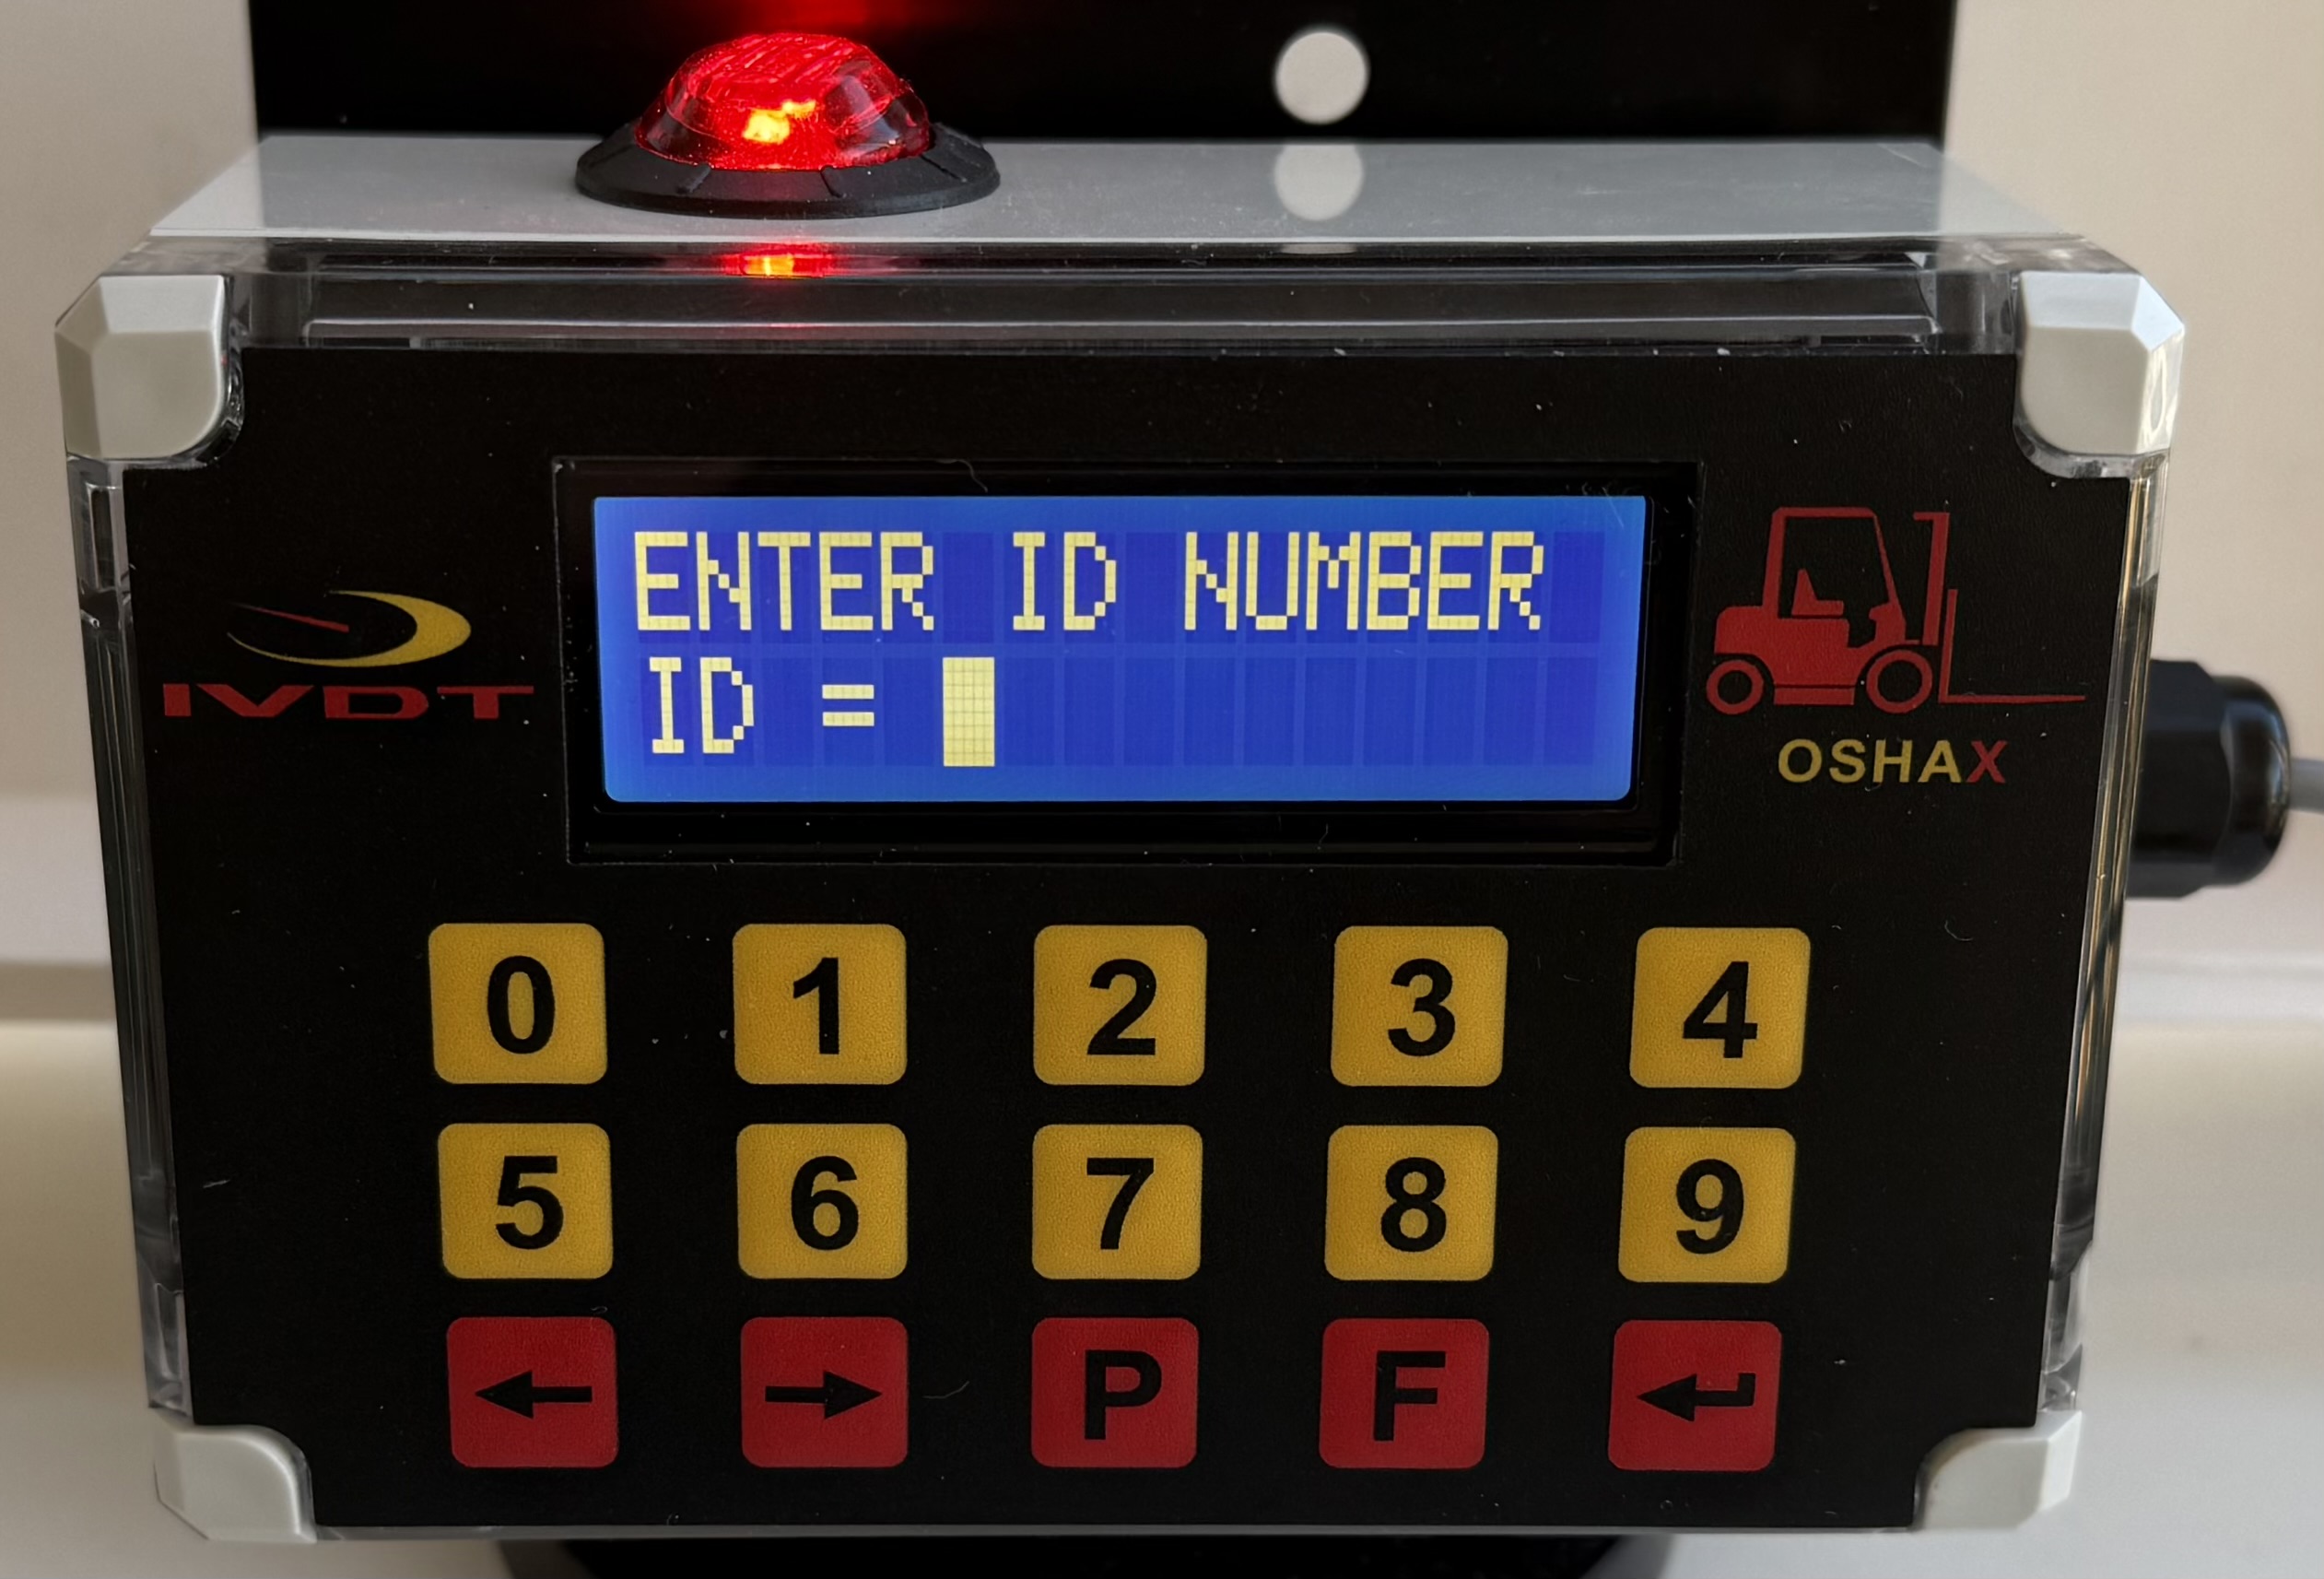 ENTER ID NUMBER
ID =
IVDT
OSHAX
0 1 2 3 4
5 6 7 8 9
← → P F ↵